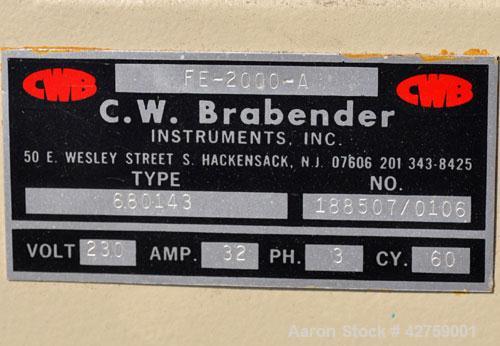 CWB FE-2000-A CWB
C.W. Brabender
INSTRUMENTS, INC.
50 E. WESLEY STREET S. HACKENSACK, N.J. 07606 201 343-8425
TYPE NO.
680143 188507/0106
VOLT 230 AMP. 32 PH. 3 CY. 60
Aaron Stock # 42759001